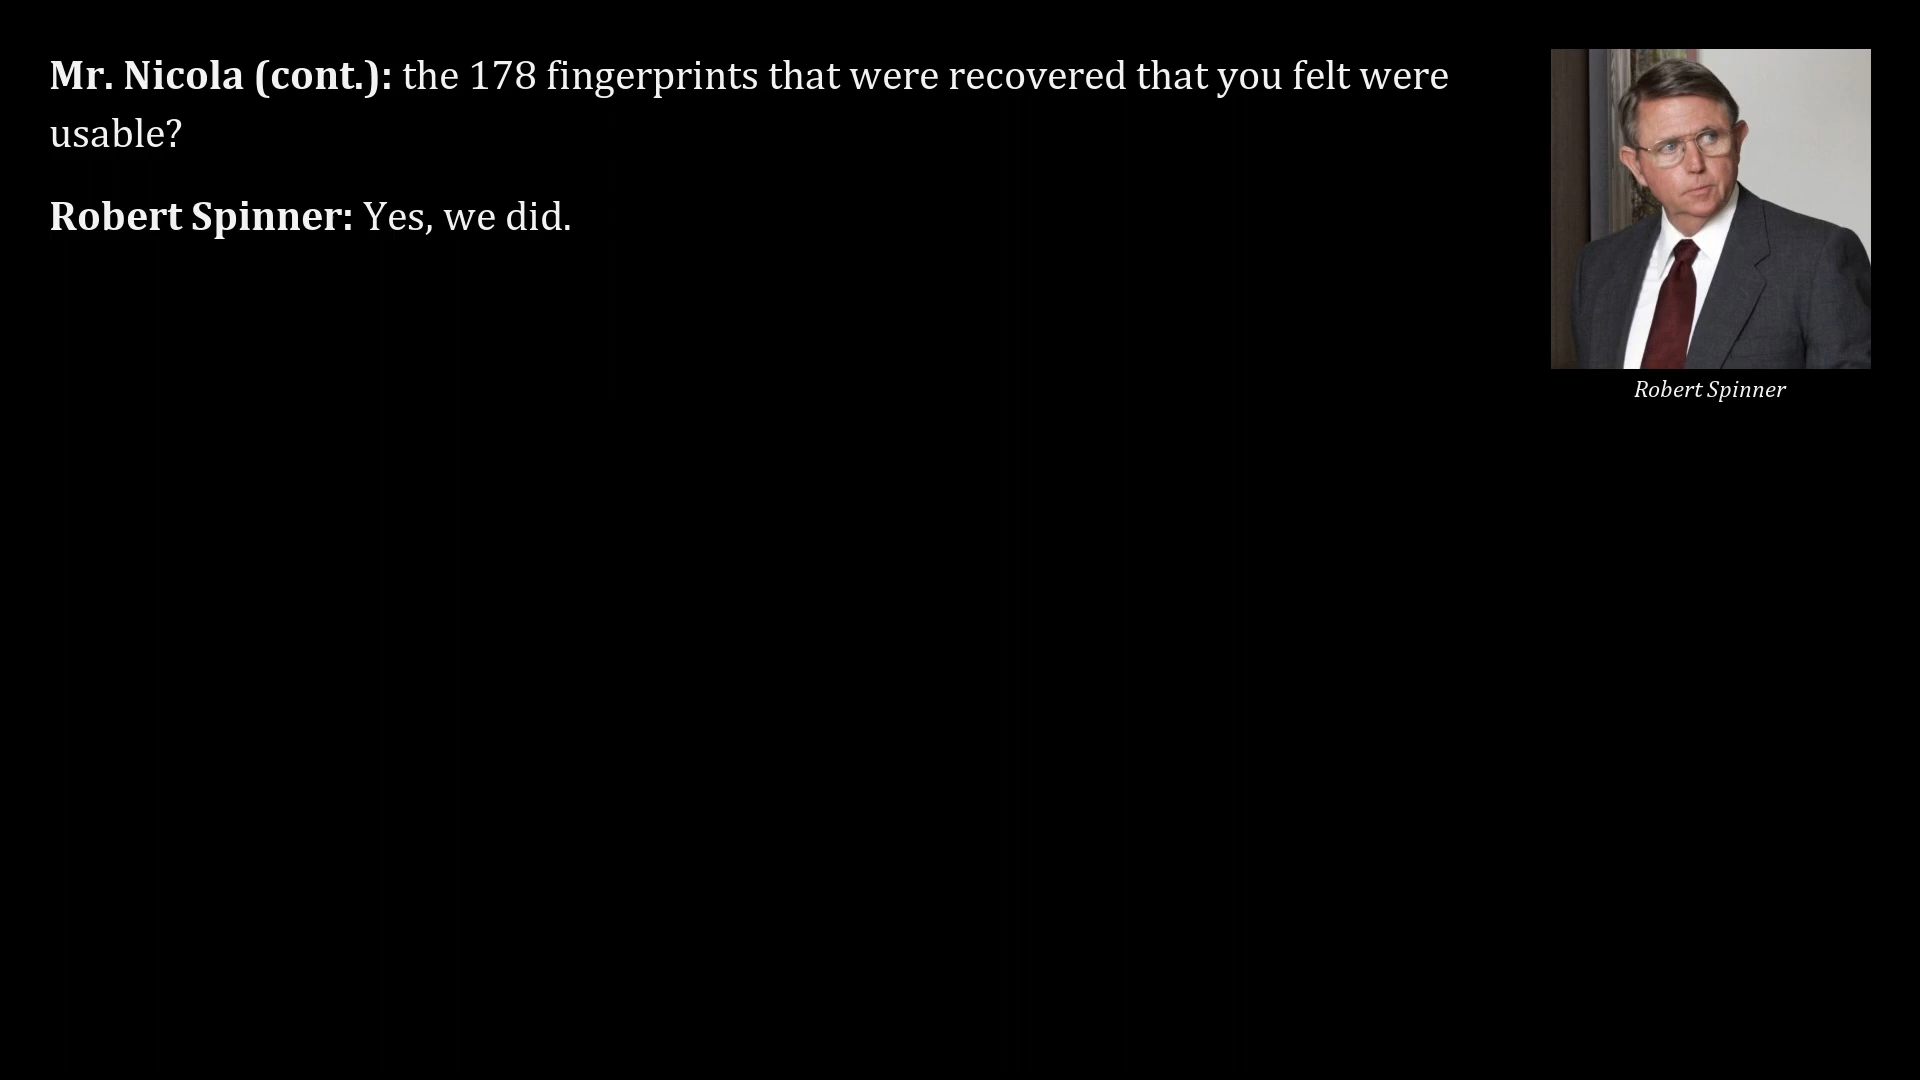 Mr. Nicola (cont.): the 178 fingerprints that were recovered that you felt were
usable?
Robert Spinner: Yes, we did.
Robert Spinner